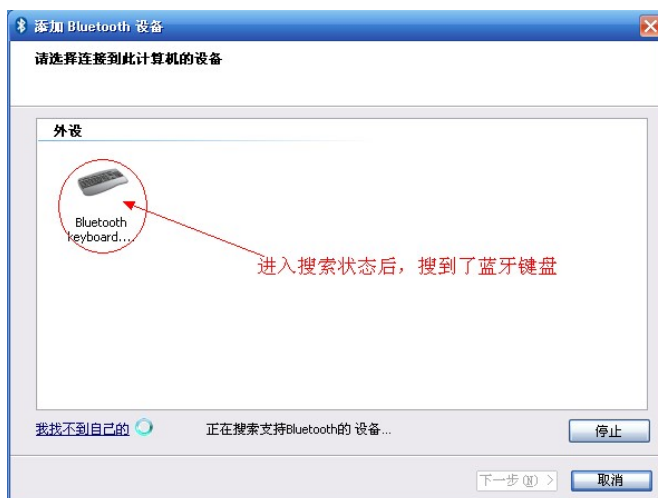 添加 Bluetooth 设备
请选择连接到此计算机的设备
外设
Bluetooth
keyboard....
进入搜索状态后，搜到了蓝牙键盘
我找不到自己的
正在搜索支持Bluetooth的 设备...
停止
下一步(N) >
取消